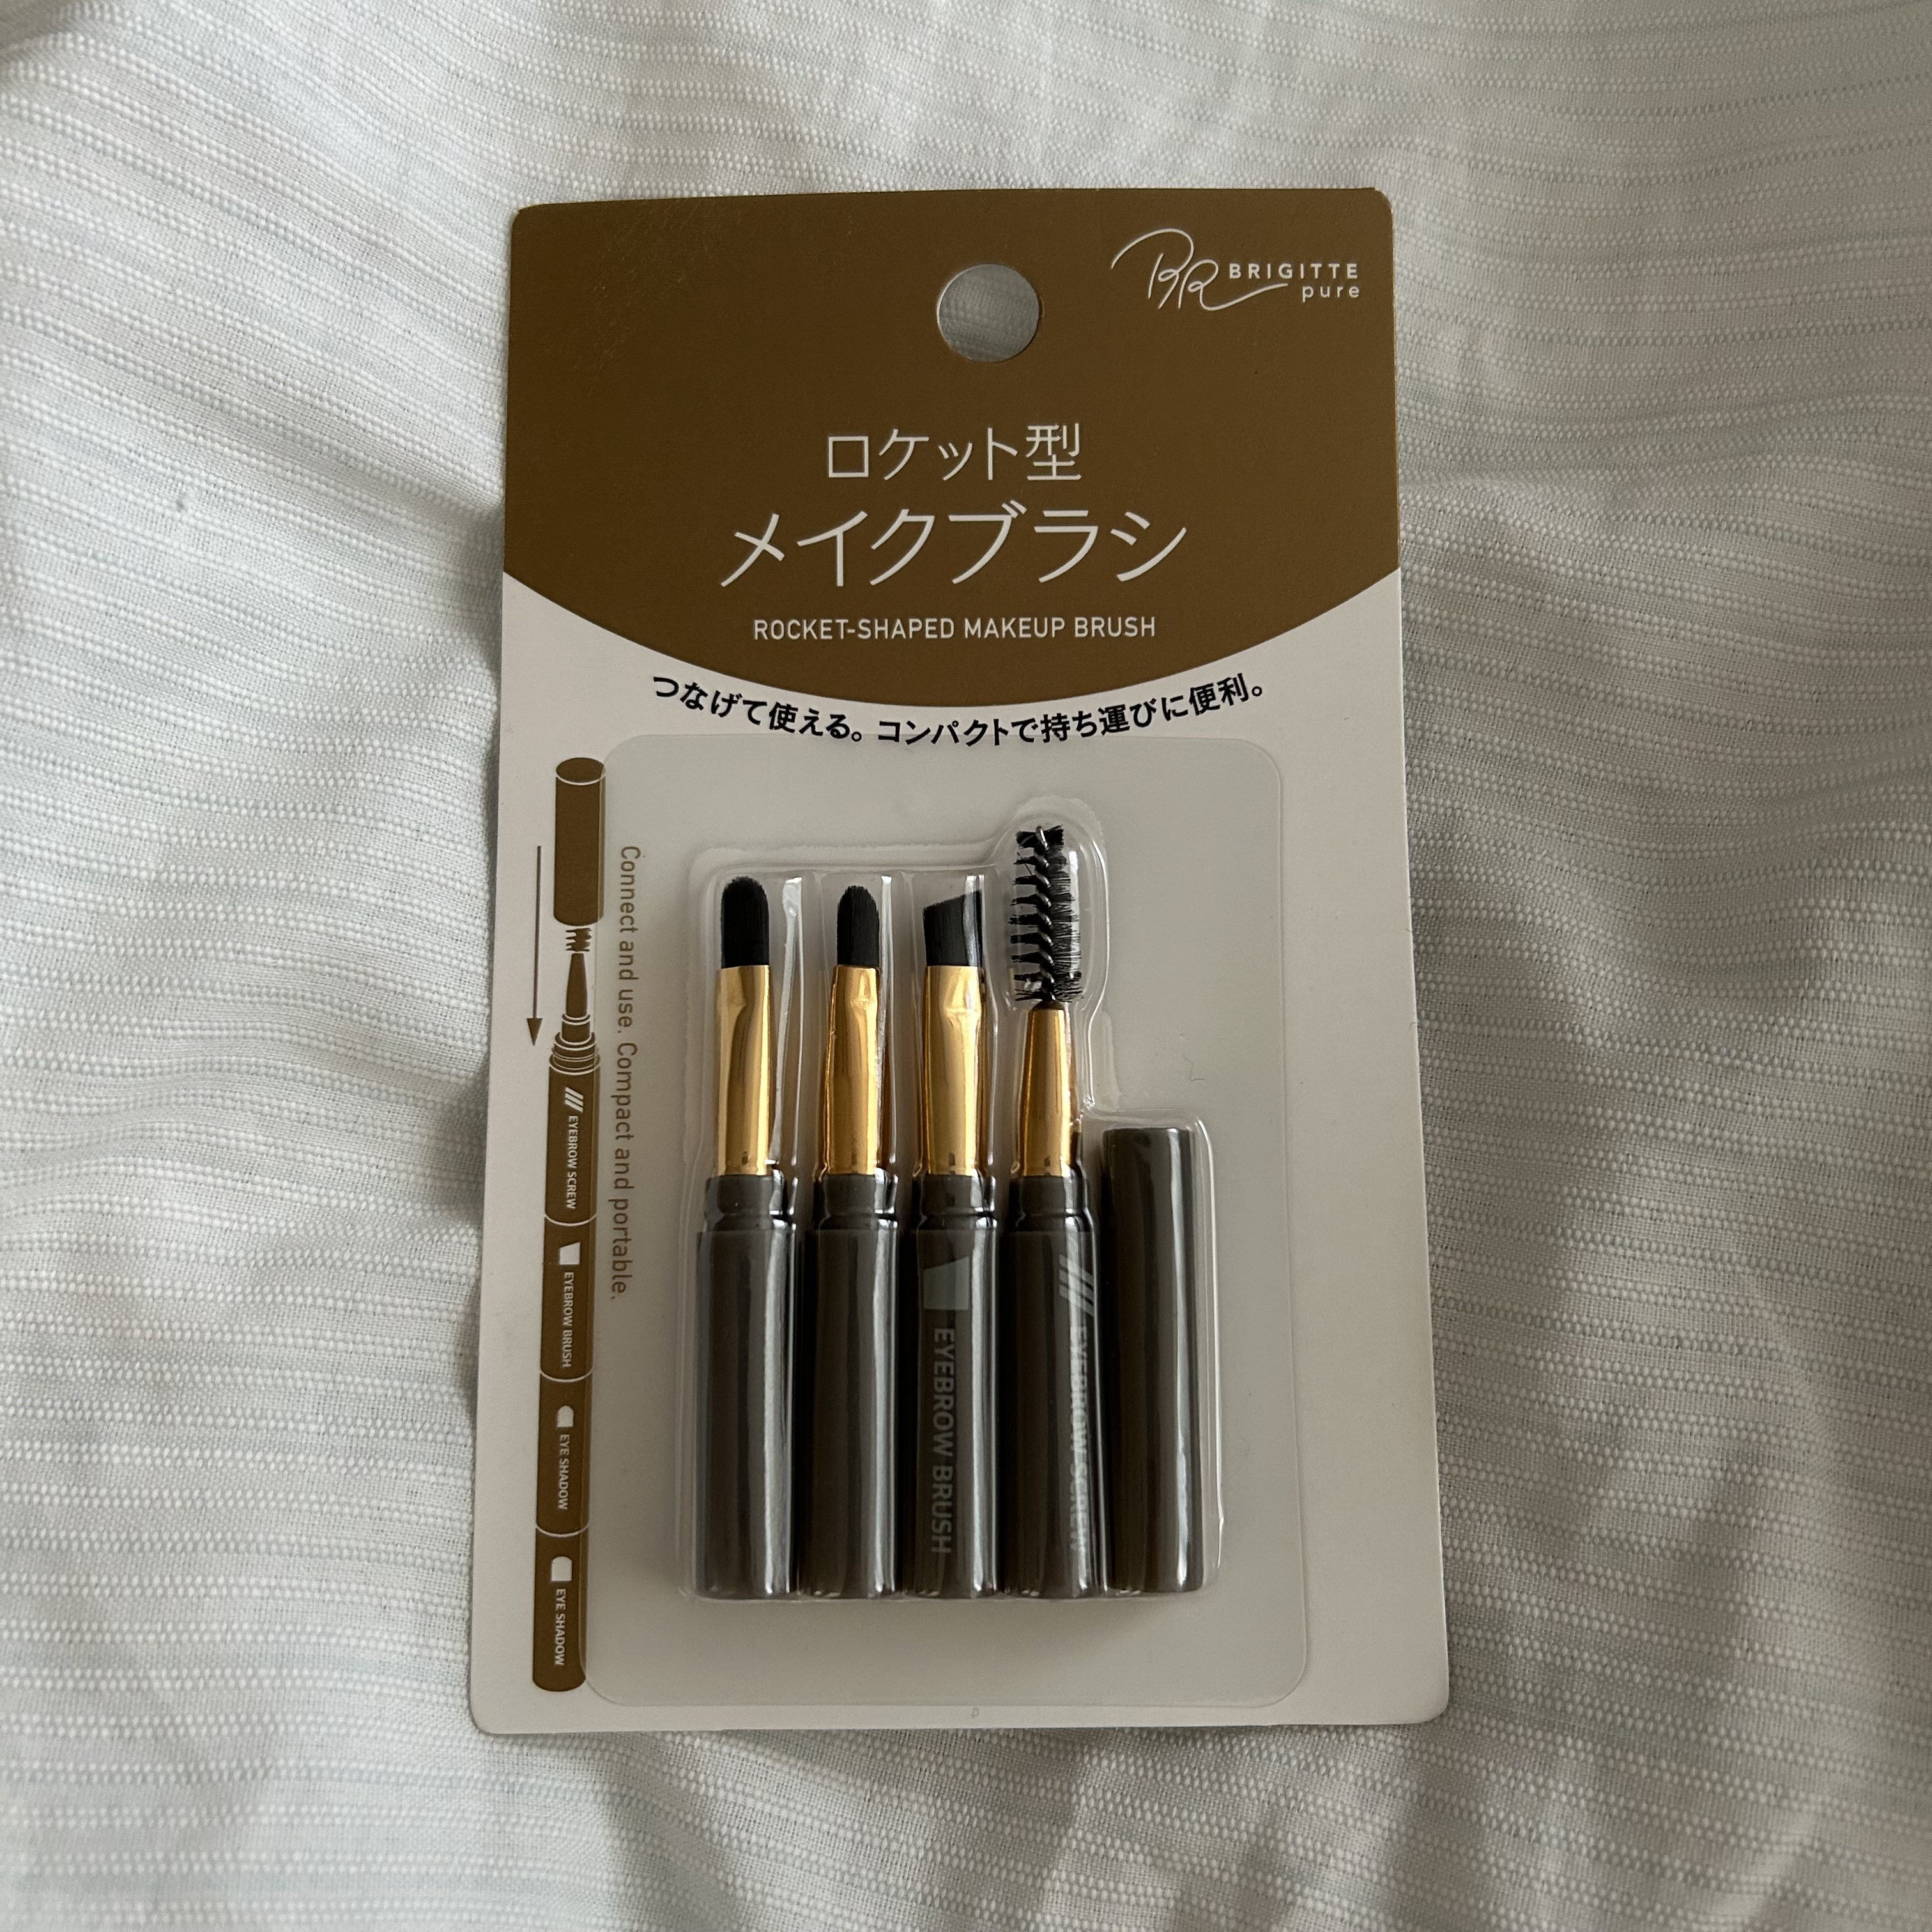 BR BRIGITTE
pure
ロケット型
メイクブラシ
ROCKET-SHAPED MAKEUP BRUSH
つなげて使える。コンパクトで持ち運びに便利。
Connect and use. Compact and portable.
EYEBROW SCREW
EYEBROW BRUSH
EYE SHADOW
EYE SHADOW
EYEBROW BRUSH
EYEBROW SCREW